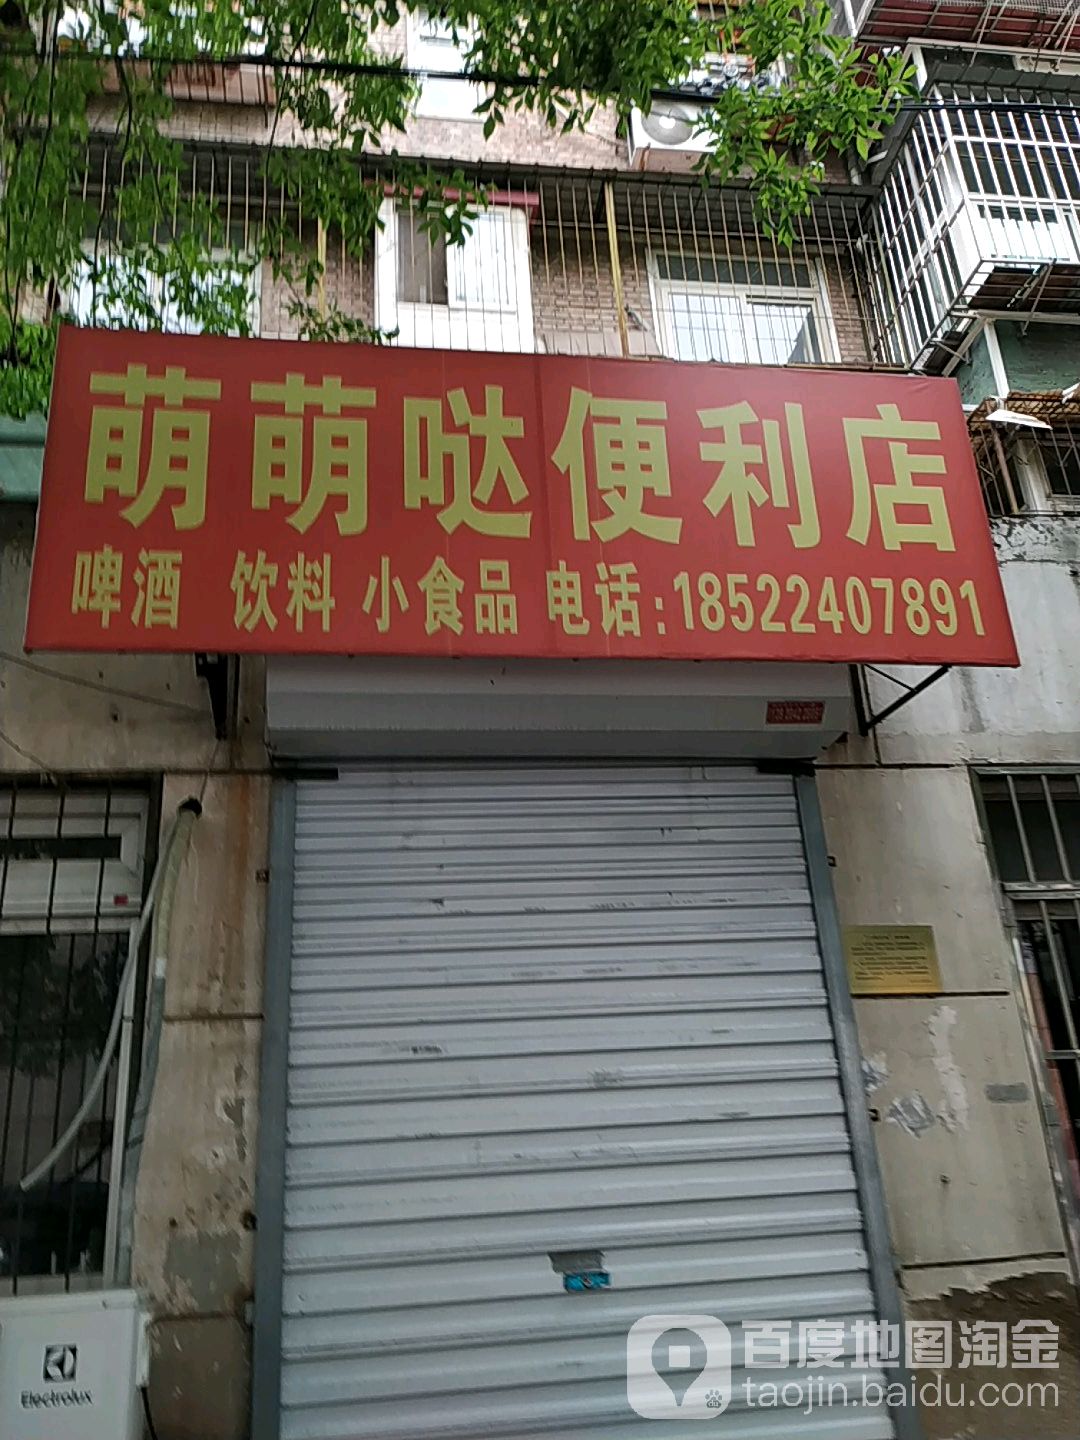 萌萌哒便利店
啤酒 饮料 小食品 电话:18522407891
Electrolux
百度地图淘金
taojin.baidu.com